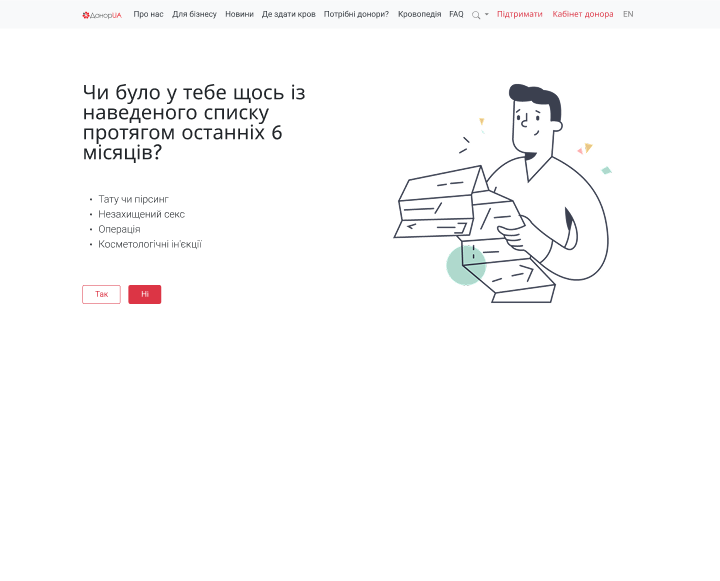 ДонорUA Про нас Для бізнесу Новини Де здати кров Потрібні донори? Кровопедія FAQ Підтримати Кабінет донора EN
Чи було у тебе щось із
наведеного списку
протягом останніх 6
місяців?
• Тату чи пірсинг
• Незахищений секс
• Операція
• Косметологічні ін'єкції
Так Ні